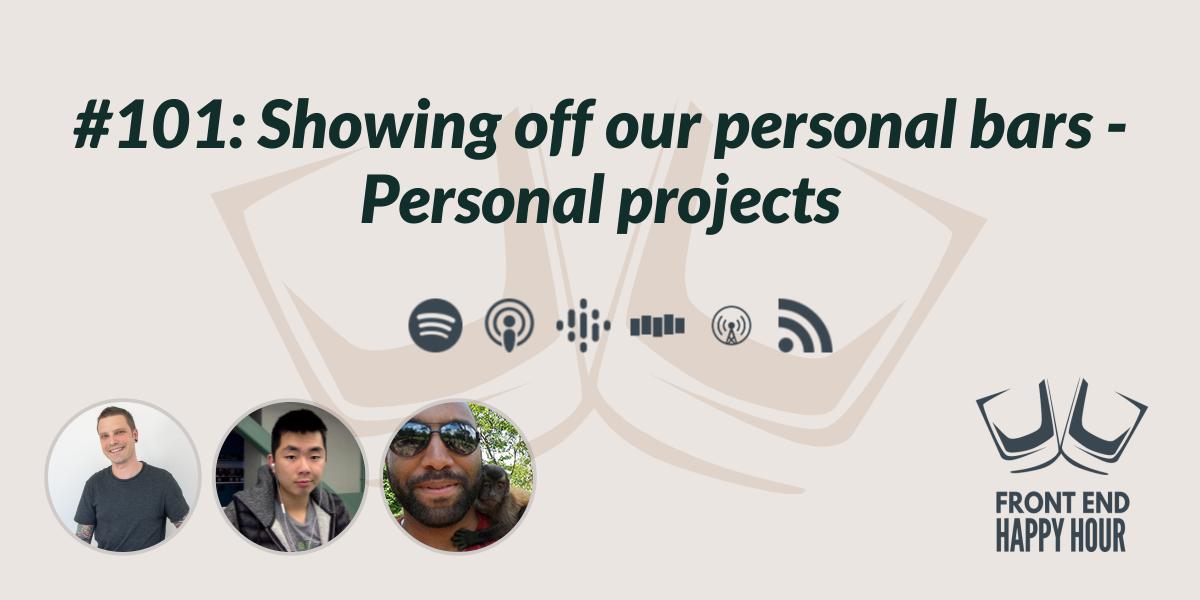 #101: Showing off our personal bars -
Personal projects
FRONT END
HAPPY HOUR